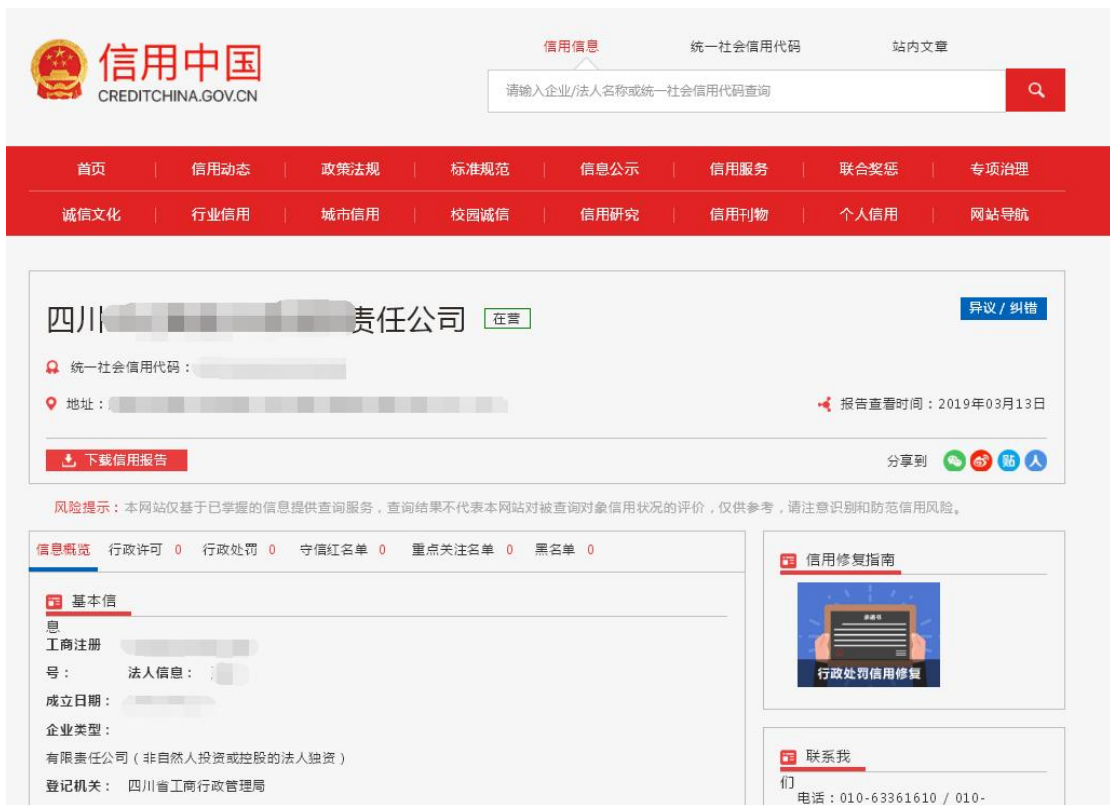 信用中国
CREDITCHINA.GOV.CN
信用信息 统一社会信用代码 站内文章
请输入企业/法人名称或统一社会信用代码查询
首页 信用动态 政策法规 标准规范 信息公示 信用服务 联合奖惩 专项治理
诚信文化 行业信用 城市信用 校园诚信 信用研究 信用刊物 个人信用 网站导航
四川 责任公司 在营
异议 / 纠错
统一社会信用代码：
地址：
报告查看时间：2019年03月13日
下载信用报告
分享到 贴 人
风险提示：本网站仅基于已掌握的信息提供查询服务，查询结果不代表本网站对被查询对象信用状况的评价，仅供参考，请注意识别和防范信用风险。
信息概览 行政许可 0 行政处罚 0 守信红名单 0 重点关注名单 0 黑名单 0
基本信
息
工商注册
号： 法人信息：
成立日期：
企业类型：
有限责任公司（非自然人投资或控股的法人独资）
登记机关： 四川省工商行政管理局
信用修复指南
承诺书
行政处罚信用修复
联系我
们
电话：010-63361610 / 010-